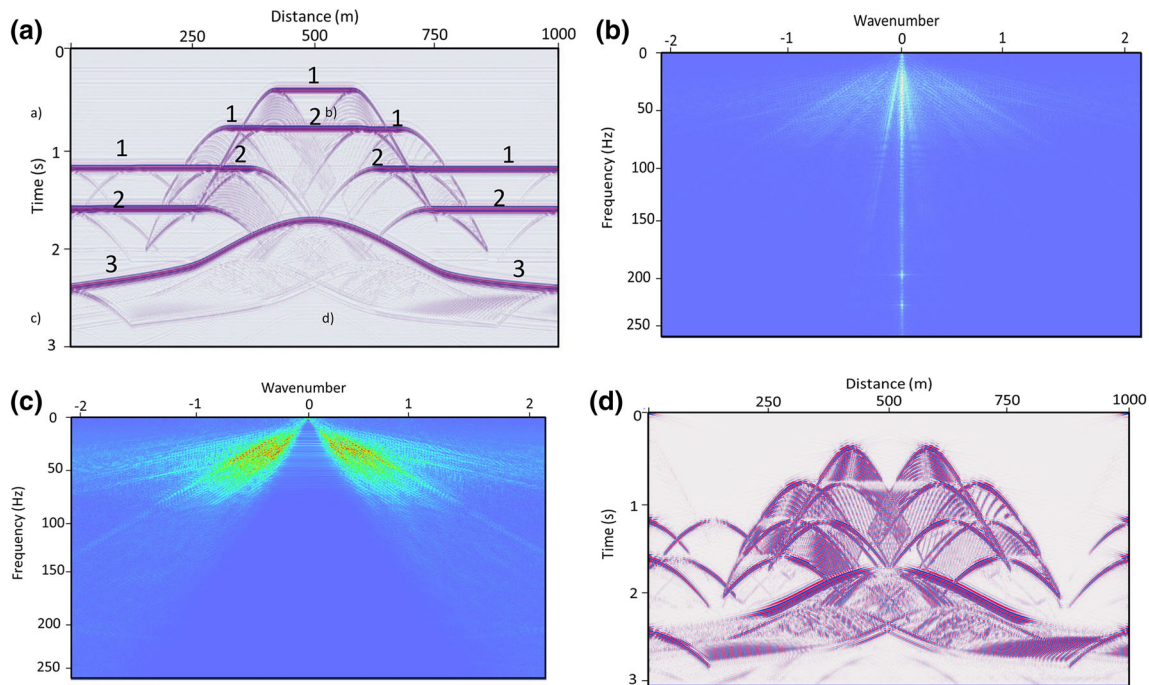 (a)
Distance (m)
250 500 750 1000
0
1
a)
1 2 b) 1
1
1 2 2 1
Time (s)
2 2
2
3 3
c) d)
3
(b)
Wavenumber
-2 -1 0 1 2
0
50
100
150
200
250
Frequency (Hz)
(c)
Wavenumber
-2 -1 0 1 2
0
50
100
150
200
250
Frequency (Hz)
(d)
Distance (m)
250 500 750 1000
0
1
2
3
Time (s)